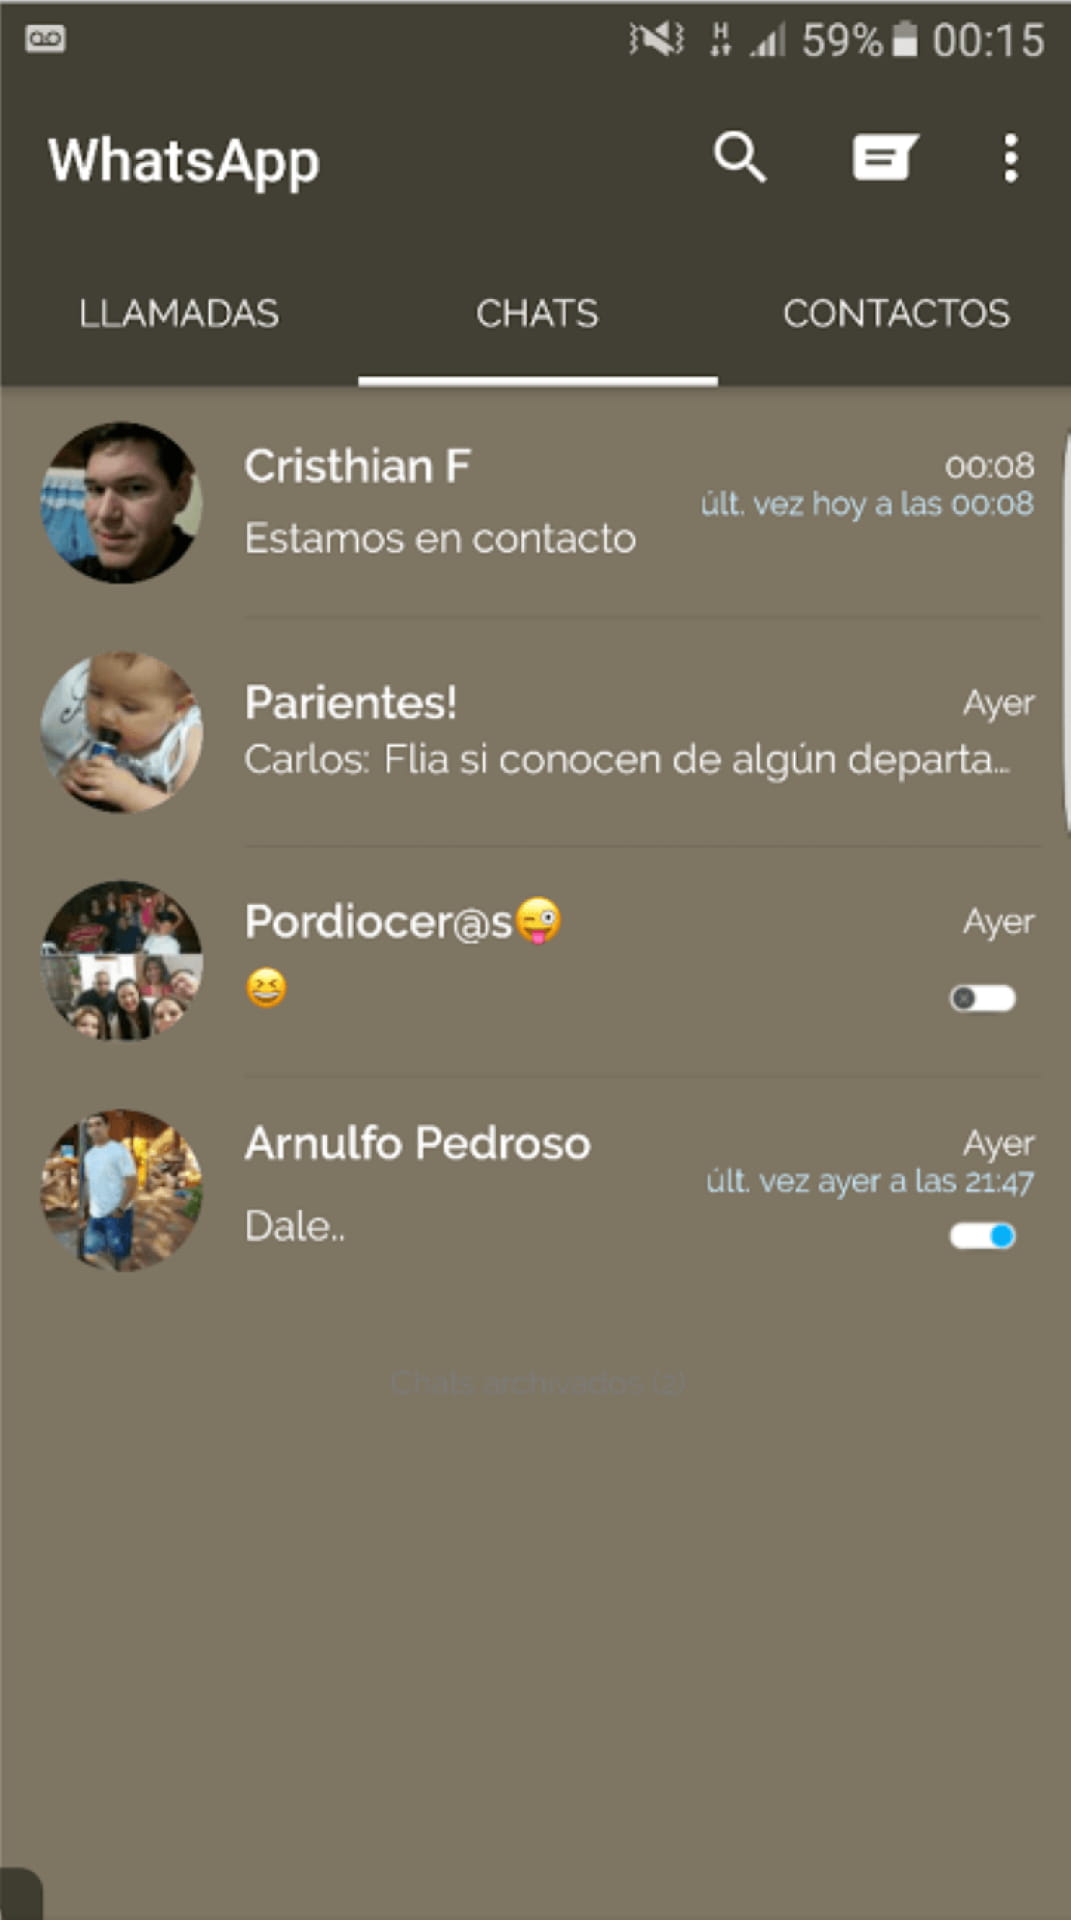 H 59% 00:15
WhatsApp
LLAMADAS CHATS CONTACTOS
Cristhian F 00:08
últ. vez hoy a las 00:08
Estamos en contacto
Parientes! Ayer
Carlos: Flia si conocen de algún departa...
Pordiocer@s😜 Ayer
😆
Arnulfo Pedroso Ayer
últ. vez ayer a las 21:47
Dale..
Chats archivados (2)